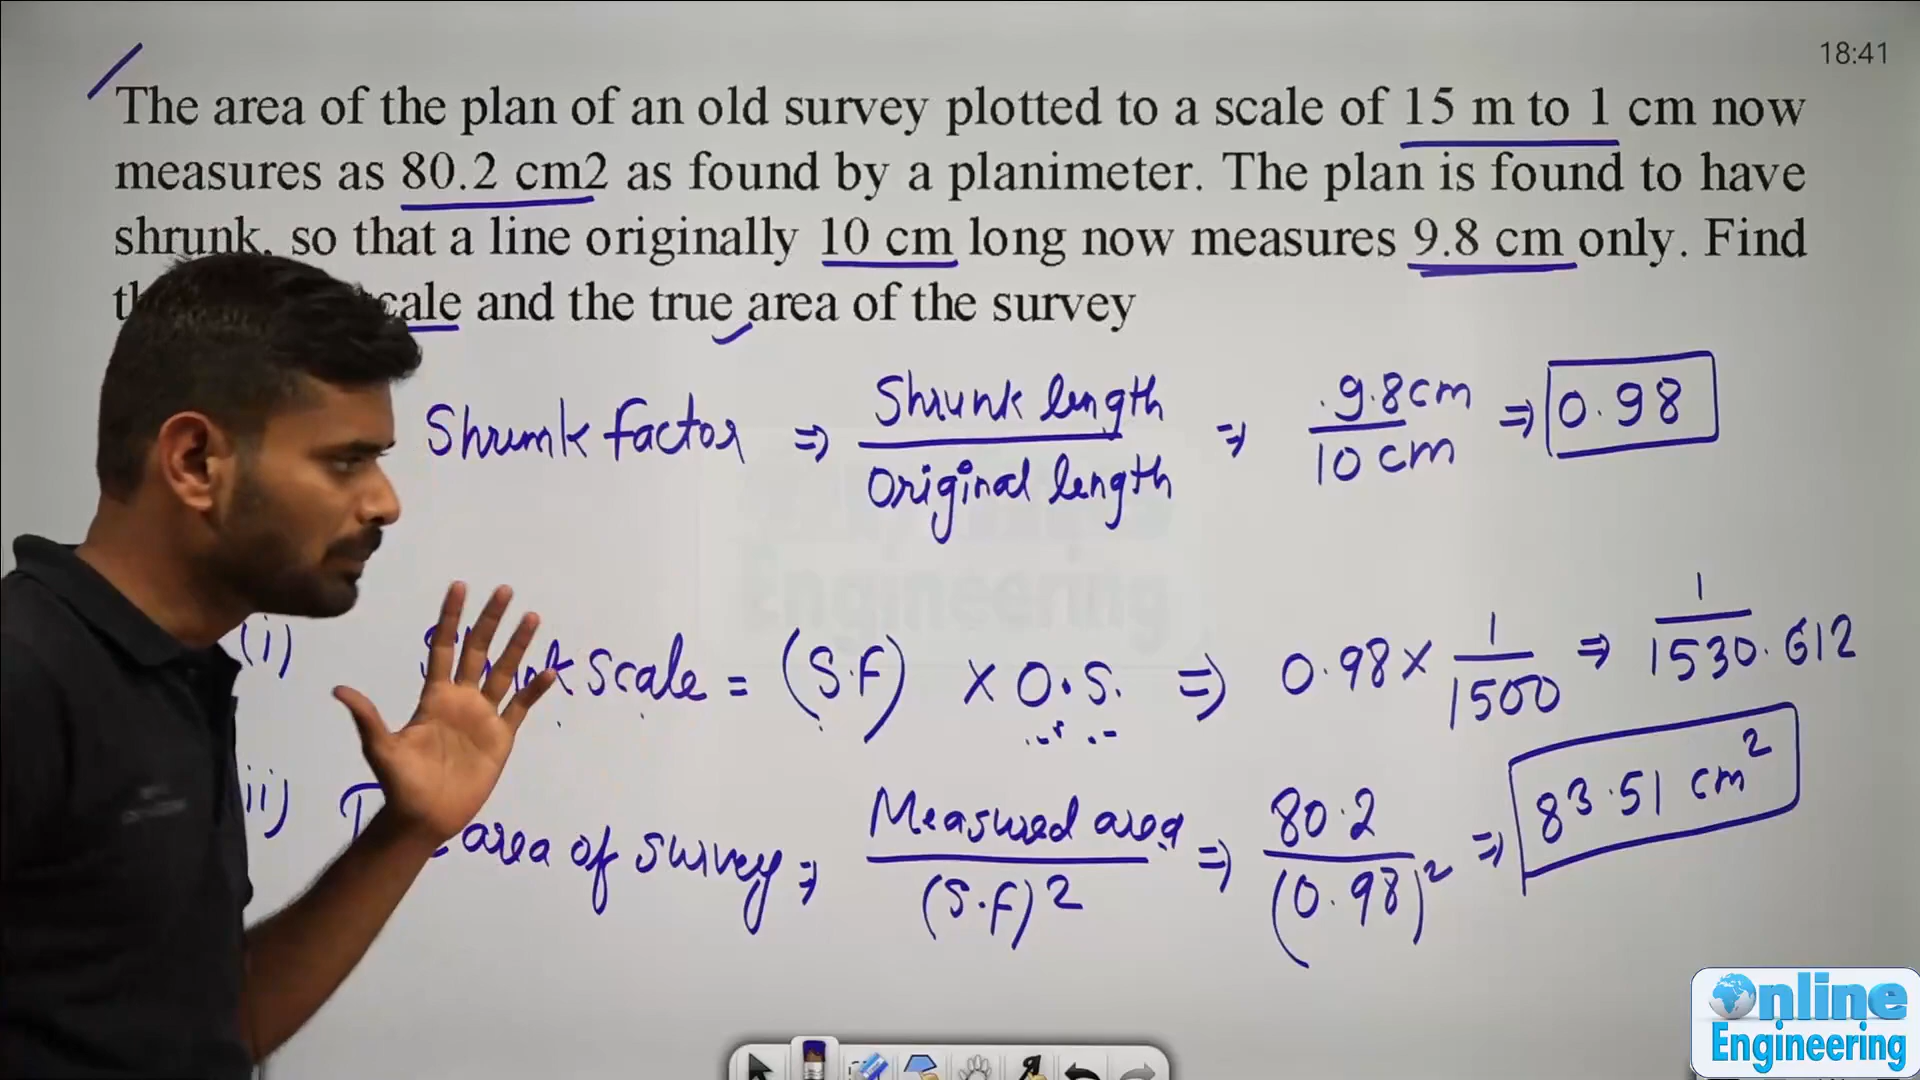 18:41
The area of the plan of an old survey plotted to a scale of 15 m to 1 cm now
measures as 80.2 cm2 as found by a planimeter. The plan is found to have
shrunk, so that a line originally 10 cm long now measures 9.8 cm only. Find
cale and the true area of the survey
Shrunk factor ⇒ Shrunk length / Original length ⇒ 9.8 cm / 10 cm ⇒ 0.98
(i) scale = (S.F) × O.S. ⇒ 0.98 × 1/1500 ⇒ 1/1530.612
ii) area of survey ⇒ Measured area / (S.F)² ⇒ 80.2 / (0.98)² ⇒ 83.51 cm²
Engineering
Online
Engineering